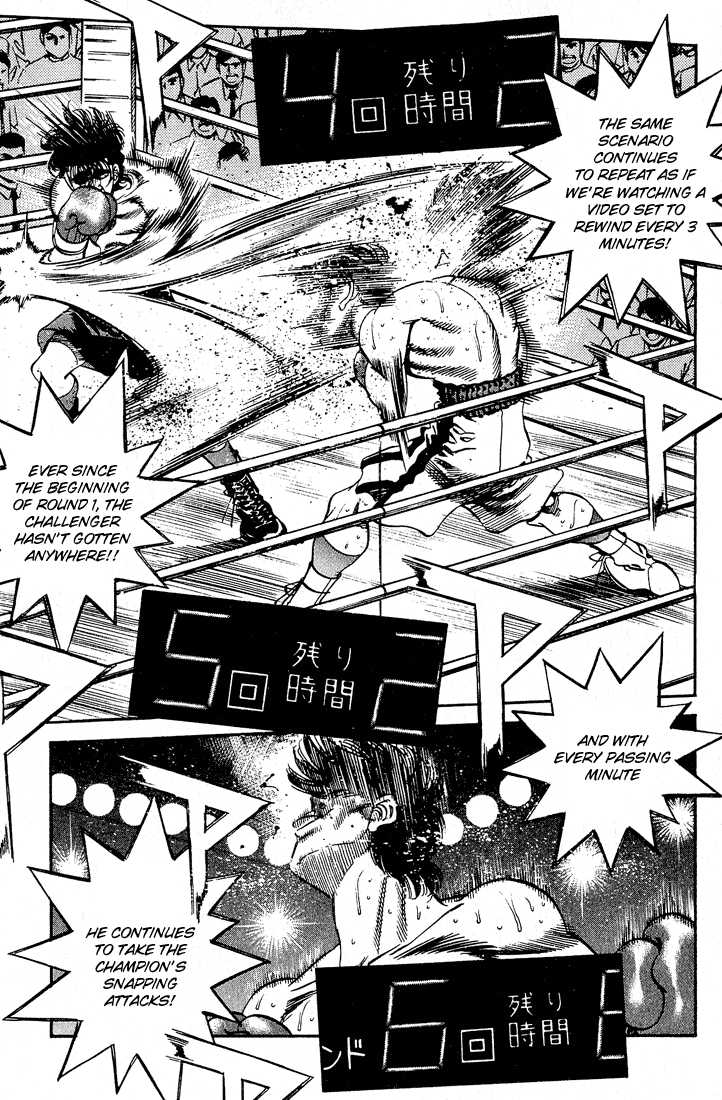 4回 残り時間 2
THE SAME
SCENARIO
CONTINUES
TO REPEAT AS IF
WE'RE WATCHING A
VIDEO SET TO
REWIND EVERY 3
MINUTES!
EVER SINCE
THE BEGINNING
OF ROUND 1, THE
CHALLENGER
HASN'T GOTTEN
ANYWHERE!!
5回 残り時間 2
AND WITH
EVERY PASSING
MINUTE
HE CONTINUES
TO TAKE THE
CHAMPION'S
SNAPPING
ATTACKS!
ンド 6回 残り時間